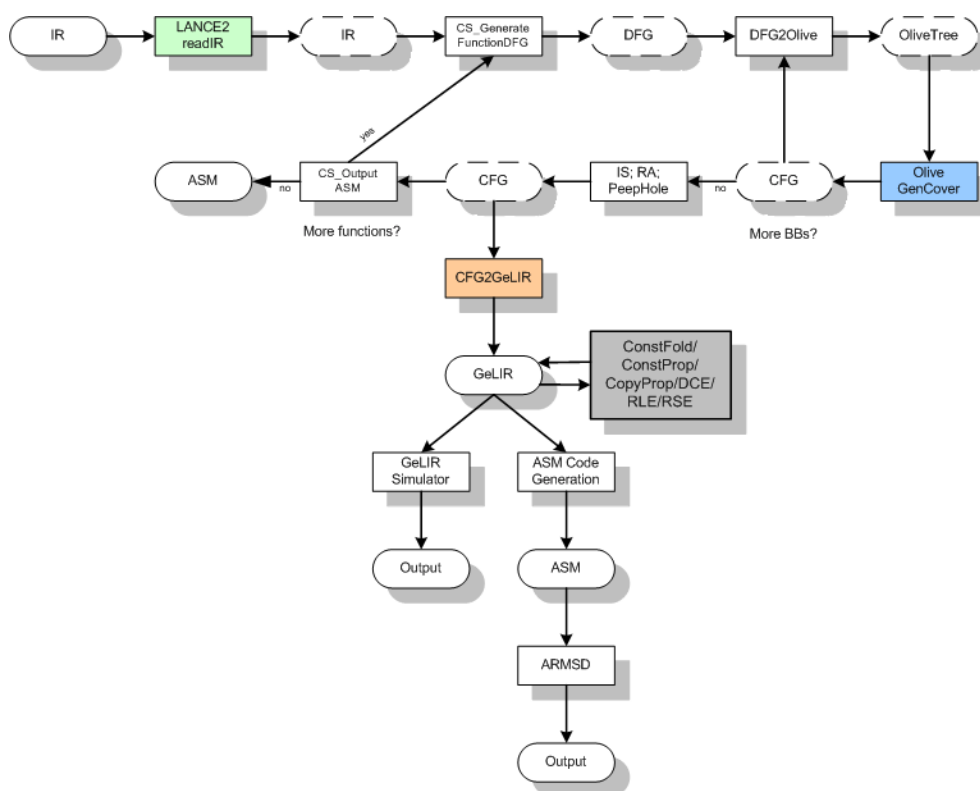 IR
LANCE2
readIR
IR
CS_Generate
FunctionDFG
DFG
DFG2Olive
OliveTree
yes
ASM
no
CS_Output
ASM
CFG
IS; RA;
PeepHole
no
CFG
Olive
GenCover
More functions?
More BBs?
CFG2GeLIR
GeLIR
ConstFold/
ConstProp/
CopyProp/DCE/
RLE/RSE
GeLIR
Simulator
ASM Code
Generation
Output
ASM
ARMSD
Output